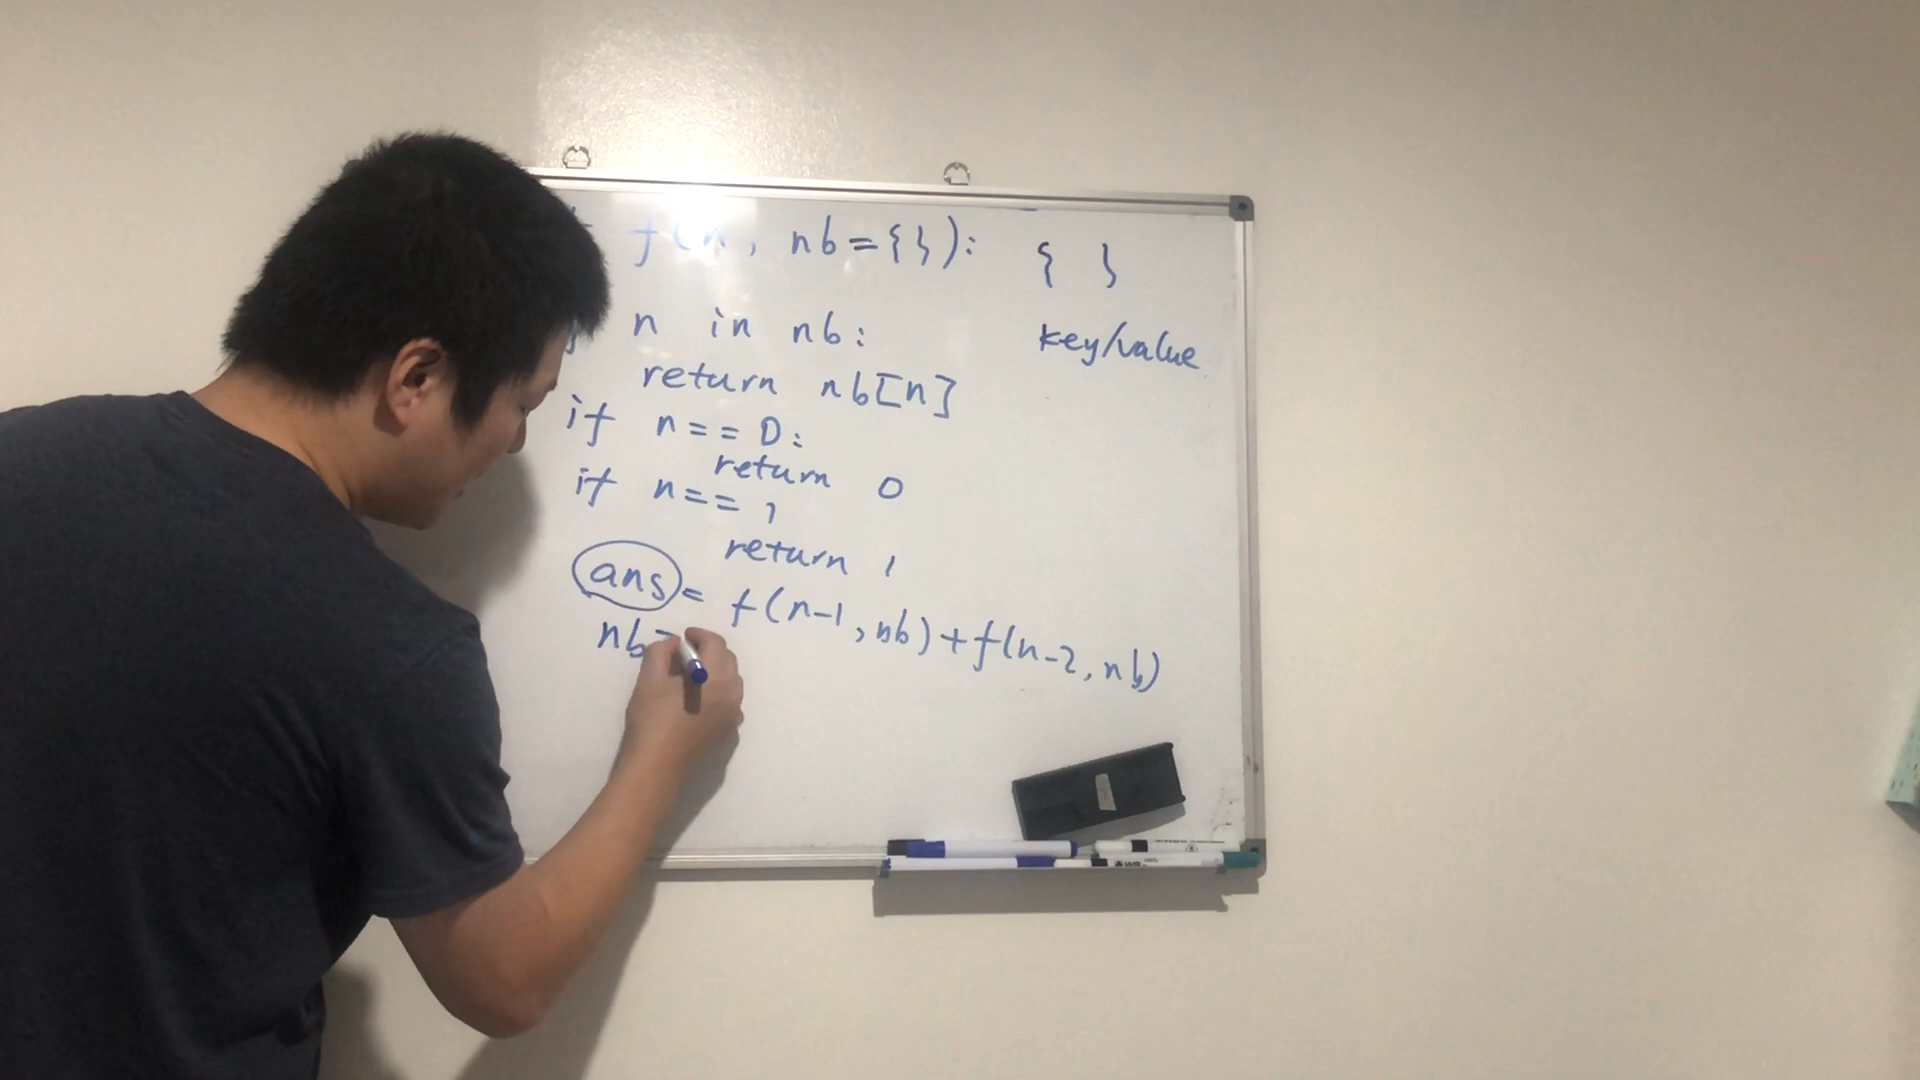 f(n, nb={}): { }
n in nb: key/value
return nb[n]
if n==0:
return 0
if n==1
return 1
ans = f(n-1, nb)+f(n-2, nb)
nb